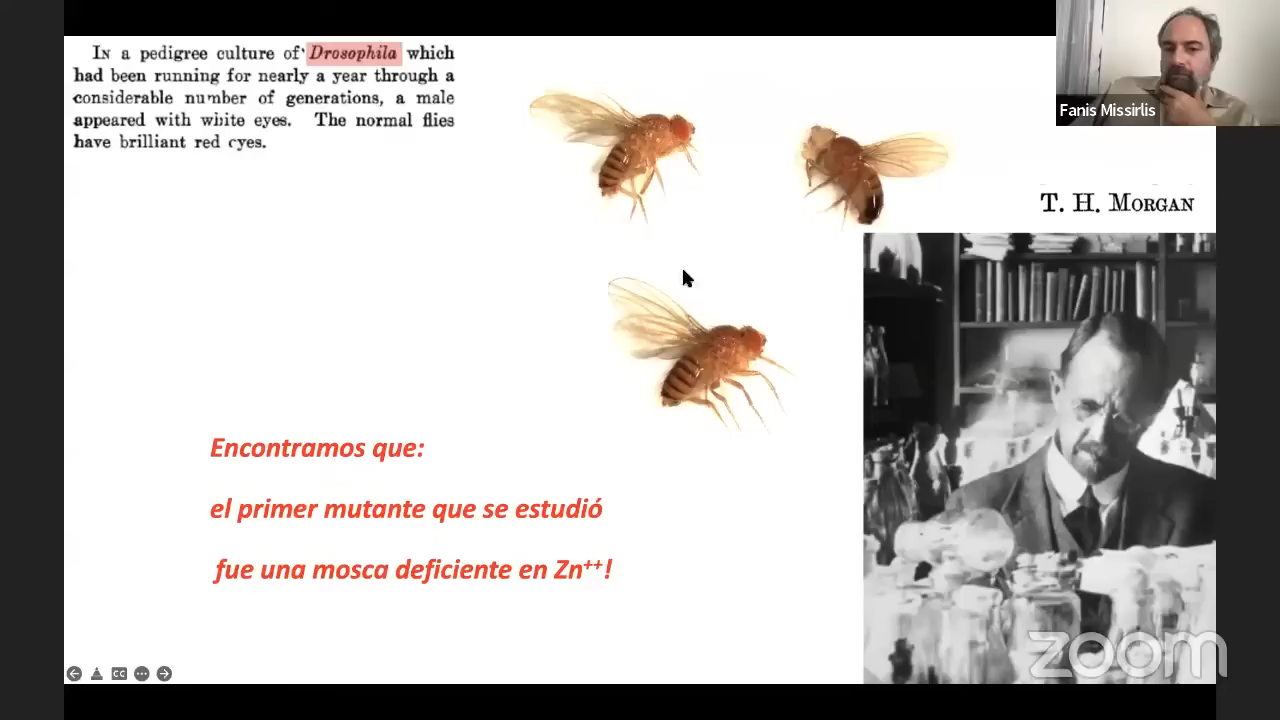 In a pedigree culture of Drosophila which
had been running for nearly a year through a
considerable number of generations, a male
appeared with white eyes. The normal flies
have brilliant red eyes.
Fanis Missirlis
T. H. Morgan
Encontramos que:
el primer mutante que se estudió
fue una mosca deficiente en Zn⁺⁺!
CC
zoom